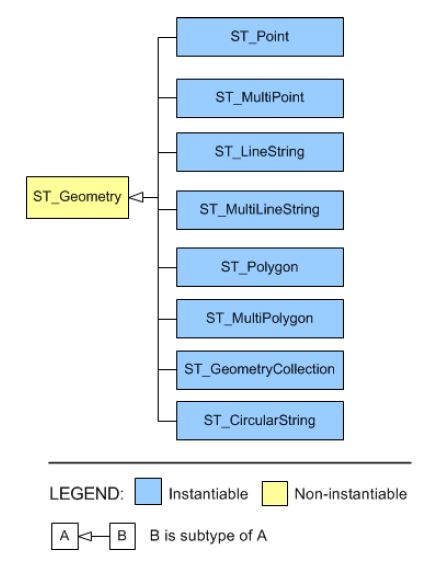 ST_Point
ST_MultiPoint
ST_LineString
ST_Geometry
ST_MultiLineString
ST_Polygon
ST_MultiPolygon
ST_GeometryCollection
ST_CircularString
LEGEND: Instantiable Non-instantiable
A B B is subtype of A